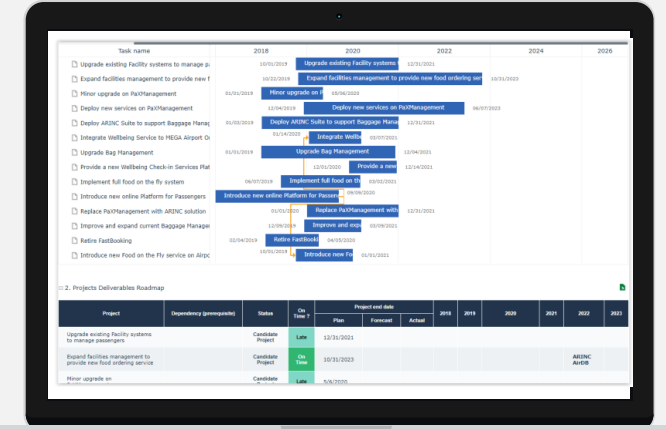 Task name 2018 2020 2022 2024 2026
Upgrade existing Facility systems to manage pa 10/01/2019 Upgrade existing Facility systems 12/31/2021
Expand facilities management to provide new f 10/22/2019 Expand facilities management to provide new food ordering ser 10/31/2023
Minor upgrade on PaXManagement 01/01/2019 Minor upgrade on P 05/06/2020
Deploy new services on PaXManagement 12/04/2019 Deploy new services on PaXManagement 06/07/2023
Deploy ARINC Suite to support Baggage Manag 01/02/2019 Deploy ARINC Suite to support Baggage Manag 12/31/2021
Integrate Wellbeing Service to MEGA Airport O 01/14/2020 Integrate Wellbe 02/07/2021
Upgrade Bag Management 01/01/2019 Upgrade Bag Management 12/04/2021
Provide a new Wellbeing Check-in Services Plat 12/01/2020 Provide a new 12/14/2021
Implement full food on the fly system 06/07/2019 Implement full food on th 03/01/2021
Introduce new online Platform for Passengers Introduce new online Platform for Passen 09/09/2020
Replace PaXManagement with ARINC solution 01/01/2020 Replace PaXManagement with 12/31/2021
Improve and expand current Baggage Manage 12/09/2019 Improve and expa 02/09/2021
Retire FastBooking 02/04/2019 Retire FastBooki 04/05/2020
Introduce new Food on the Fly service on Airpo 10/01/2019 Introduce new Fo 01/01/2021
2. Projects Deliverables Roadmap
Project Dependency (prerequisite) Status On Time ? Project end date 2018 2019 2020 2021 2022 2023
Plan Forecast Actual
Upgrade existing Facility systems
to manage passengers Candidate Project Late 12/31/2021
Expand facilities management to
provide new food ordering service Candidate Project On Time 10/31/2023 ARINC AirDB
Minor upgrade on Candidate Late 5/6/2020